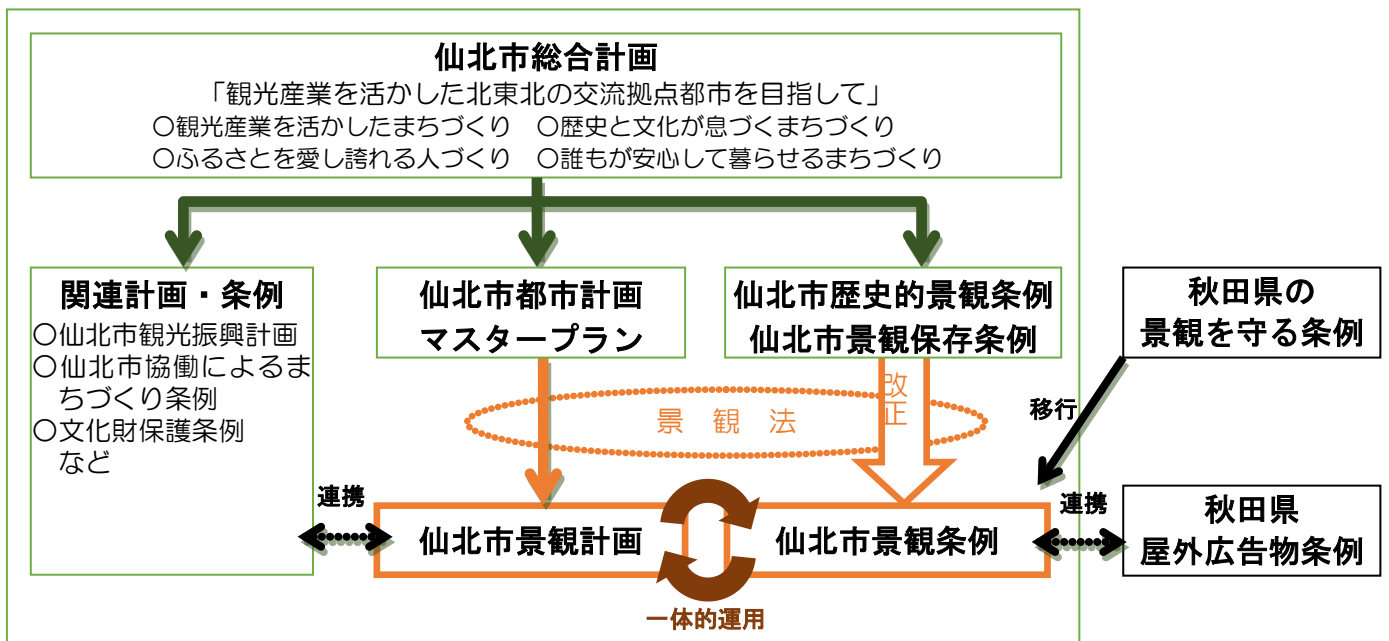 仙北市総合計画
「観光産業を活かした北東北の交流拠点都市を目指して」
○観光産業を活かしたまちづくり ○歴史と文化が息づくまちづくり
○ふるさとを愛し誇れる人づくり ○誰もが安心して暮らせるまちづくり
関連計画・条例
○仙北市観光振興計画
○仙北市協働によるま
ちづくり条例
○文化財保護条例
など
仙北市都市計画
マスタープラン
仙北市歴史的景観条例
仙北市景観保存条例
秋田県の
景観を守る条例
景 観 法
改正
移行
連携
仙北市景観計画
仙北市景観条例
連携
秋田県
屋外広告物条例
一体的運用